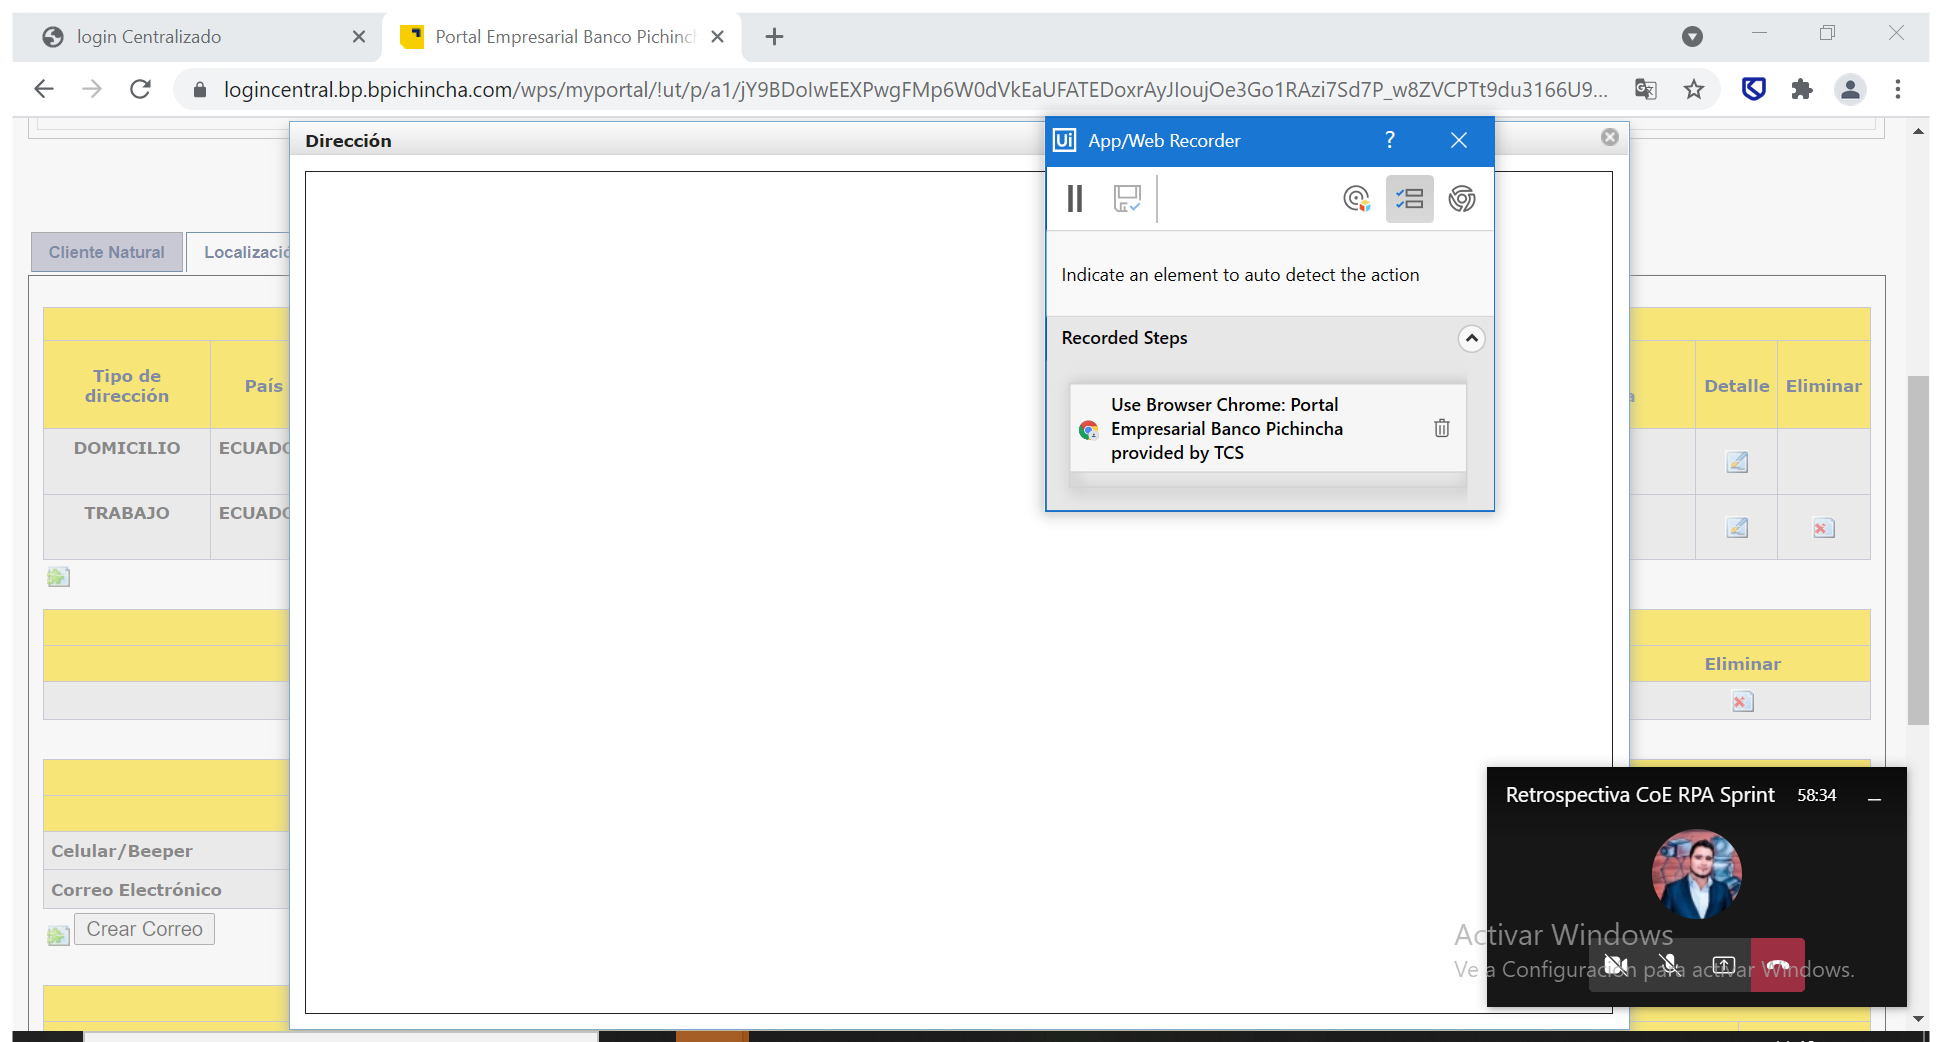 login Centralizado
Portal Empresarial Banco Pichinc
logincentral.bp.bpichincha.com/wps/myportal/!ut/p/a1/jY9BDoIwEEXPwgFMp6W0dVkEaUFATEDoxrAyJIoujOe3Go1RAzi7Sd7P_w8ZVCPTt9du3166U9...
Dirección
Ui App/Web Recorder ?
Indicate an element to auto detect the action
Recorded Steps
Use Browser Chrome: Portal
Empresarial Banco Pichincha
provided by TCS
Cliente Natural
Localizació
Tipo de
dirección
País
a
Detalle
Eliminar
DOMICILIO
ECUADO
TRABAJO
ECUADO
Eliminar
Celular/Beeper
Correo Electrónico
Crear Correo
Retrospectiva CoE RPA Sprint 58:34
Activar Windows
Ve a Configuración para activar Windows.